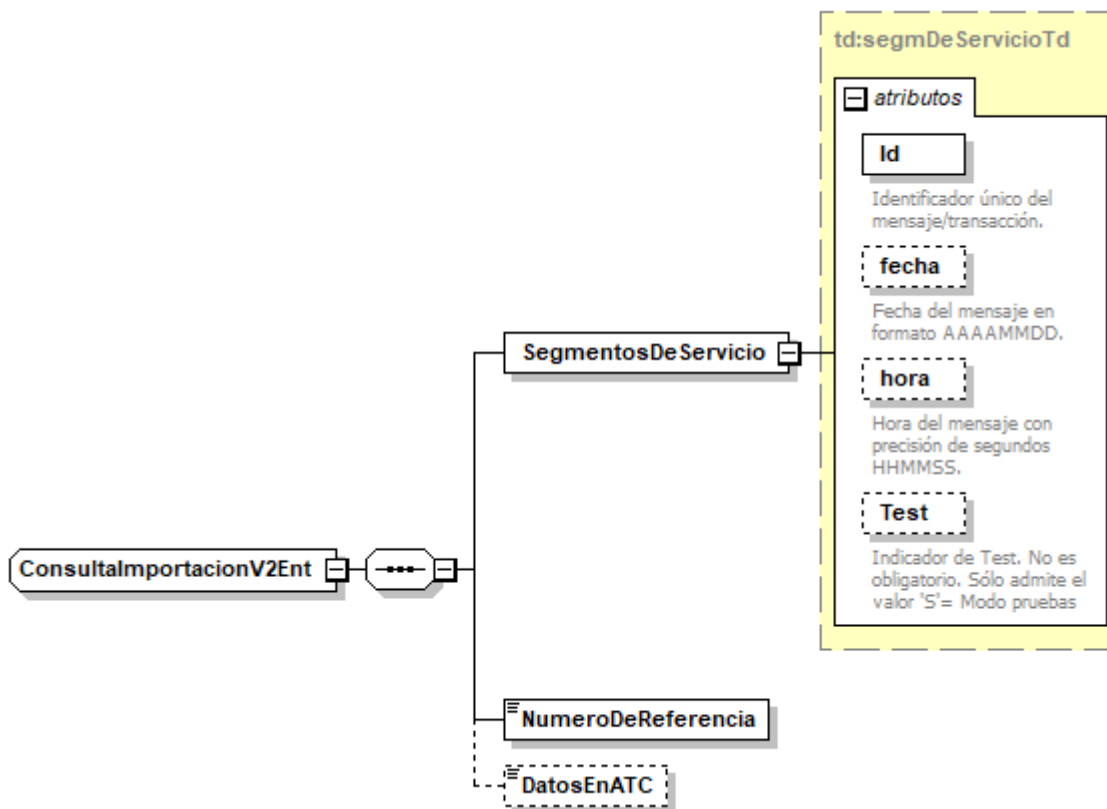 td:segmDeServicioTd
atributos
Id
Identificador único del
mensaje/transacción.
fecha
Fecha del mensaje en
formato AAAAMMDD.
SegmentosDeServicio
hora
Hora del mensaje con
precisión de segundos
HHMMSS.
Test
Indicador de Test. No es
obligatorio. Sólo admite el
valor 'S'= Modo pruebas
ConsultaImportacionV2Ent
NumeroDeReferencia
DatosEnATC